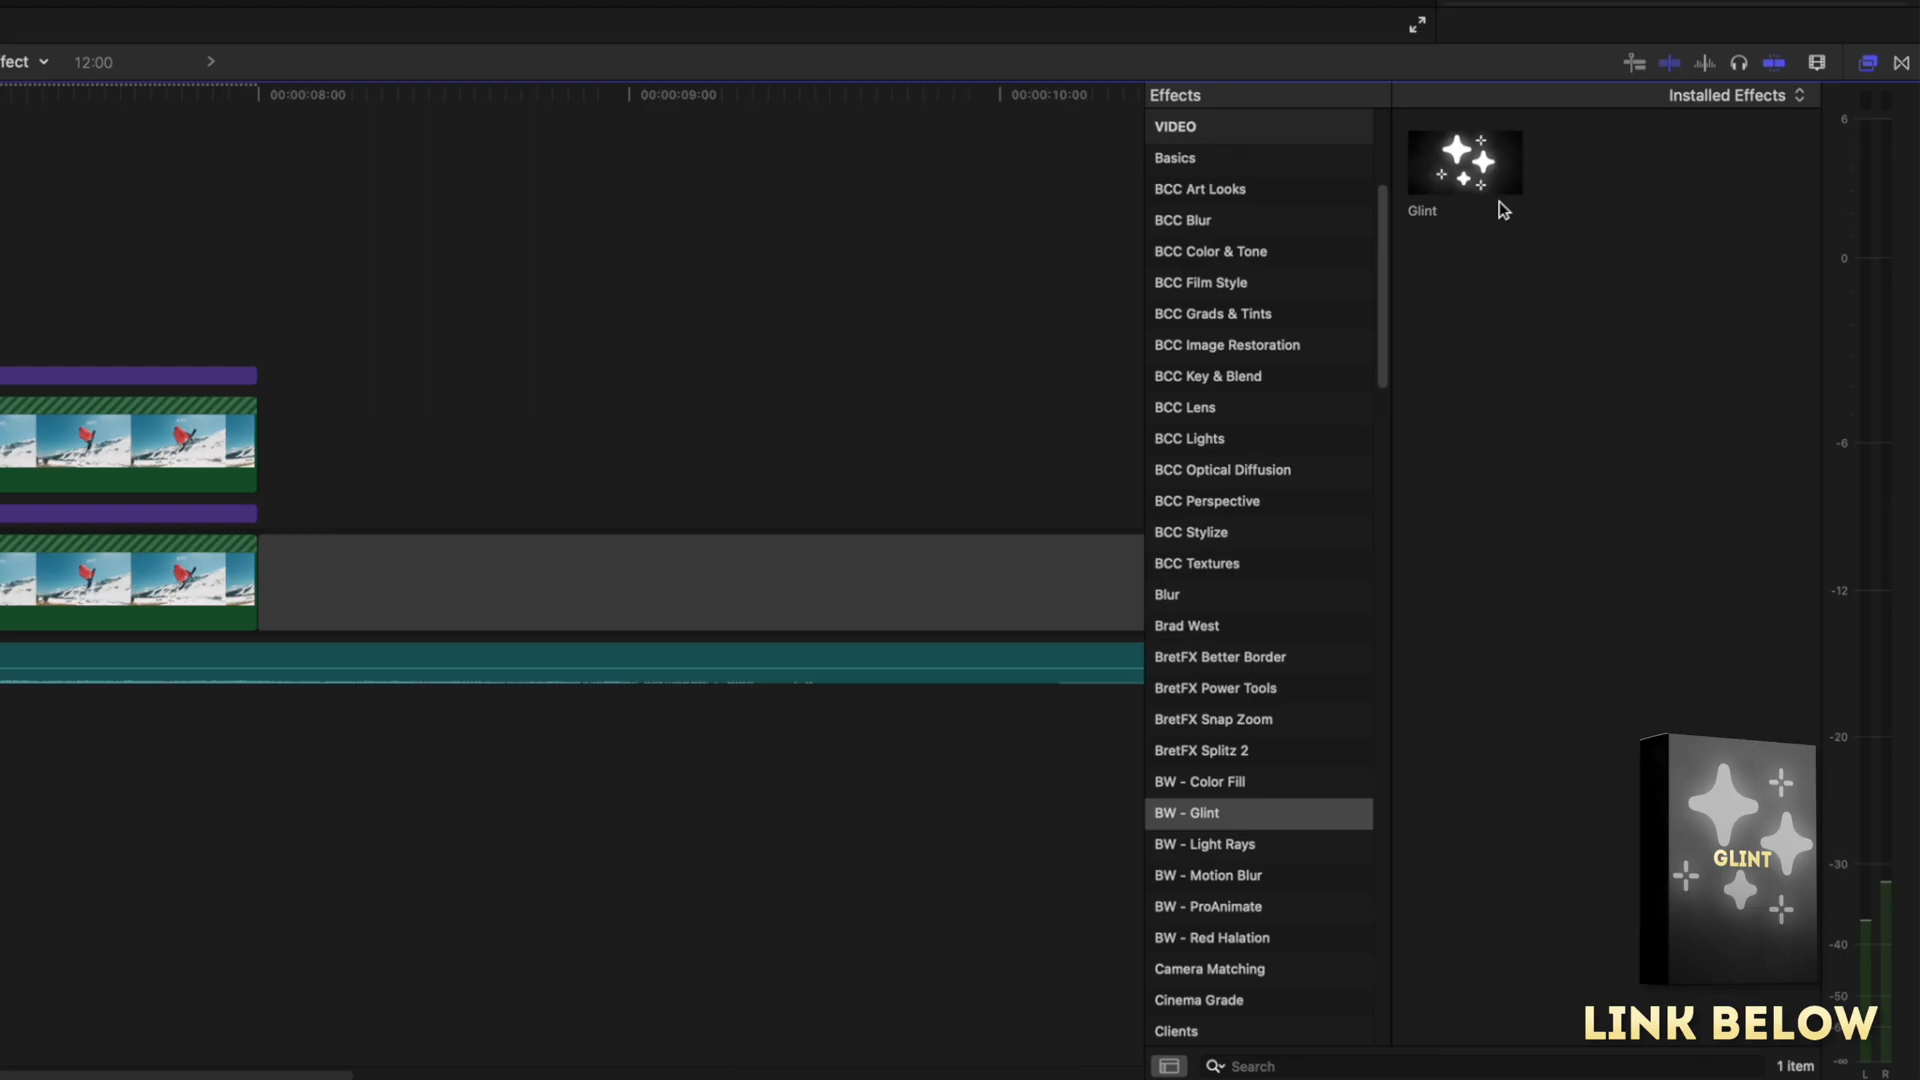 fect
12:00
00:00:08:00
00:00:09:00
00:00:10:00
Effects
Installed Effects
VIDEO
Basics
BCC Art Looks
BCC Blur
BCC Color & Tone
BCC Film Style
BCC Grads & Tints
BCC Image Restoration
BCC Key & Blend
BCC Lens
BCC Lights
BCC Optical Diffusion
BCC Perspective
BCC Stylize
BCC Textures
Blur
Brad West
BretFX Better Border
BretFX Power Tools
BretFX Snap Zoom
BretFX Splitz 2
BW - Color Fill
BW - Glint
BW - Light Rays
BW - Motion Blur
BW - ProAnimate
BW - Red Halation
Camera Matching
Cinema Grade
Clients
Search
Glint
1 item
6
0
-6
-12
-20
-30
-40
-50
-∞
L R
GLINT
LINK BELOW